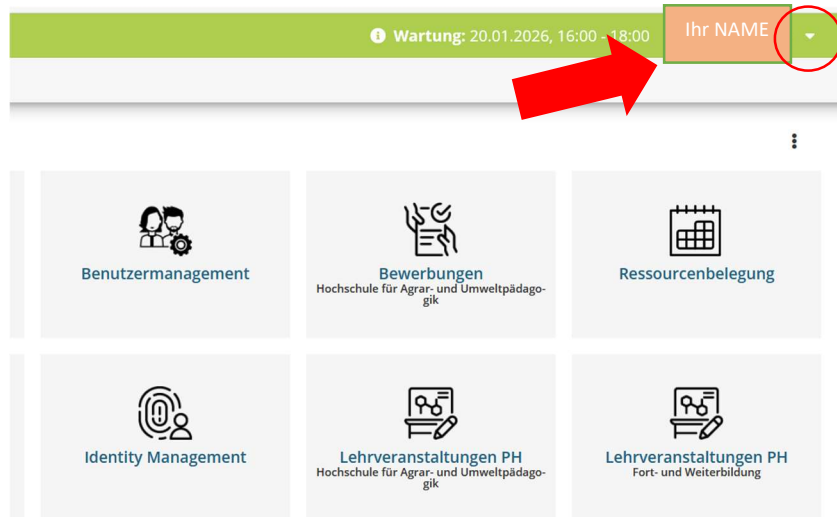 Wartung: 20.01.2026, 16:00 - 18:00
Ihr NAME
Benutzermanagement
Bewerbungen
Hochschule für Agrar- und Umweltpädago-
gik
Ressourcenbelegung
Identity Management
Lehrveranstaltungen PH
Hochschule für Agrar- und Umweltpädago-
gik
Lehrveranstaltungen PH
Fort- und Weiterbildung